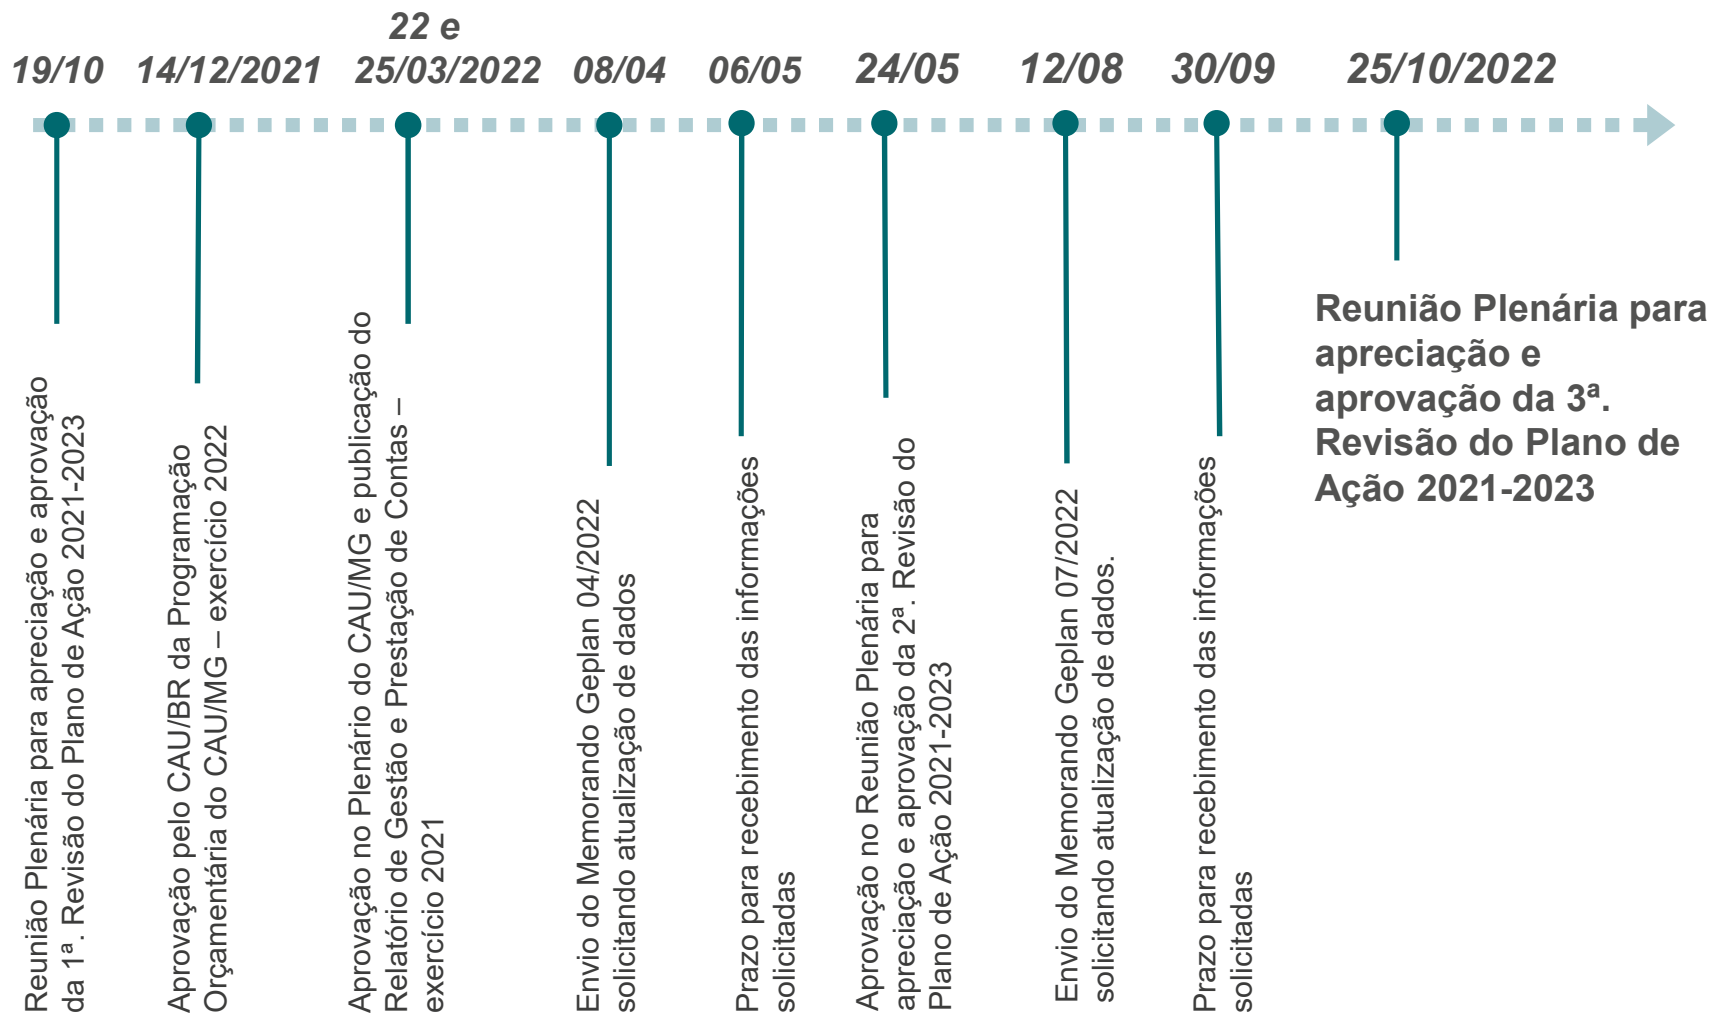 22 e
19/10 14/12/2021 25/03/2022 08/04 06/05 24/05 12/08 30/09 25/10/2022
Reunião Plenária para apreciação e aprovação
da 1ª. Revisão do Plano de Ação 2021-2023
Aprovação pelo CAU/BR da Programação
Orçamentária do CAU/MG – exercício 2022
Aprovação no Plenário do CAU/MG e publicação do
Relatório de Gestão e Prestação de Contas –
exercício 2021
Envio do Memorando Geplan 04/2022
solicitando atualização de dados
Prazo para recebimento das informações
solicitadas
Aprovação no Reunião Plenária para
apreciação e aprovação da 2ª. Revisão do
Plano de Ação 2021-2023
Envio do Memorando Geplan 07/2022
solicitando atualização de dados.
Prazo para recebimento das informações
solicitadas
Reunião Plenária para
apreciação e
aprovação da 3ª.
Revisão do Plano de
Ação 2021-2023